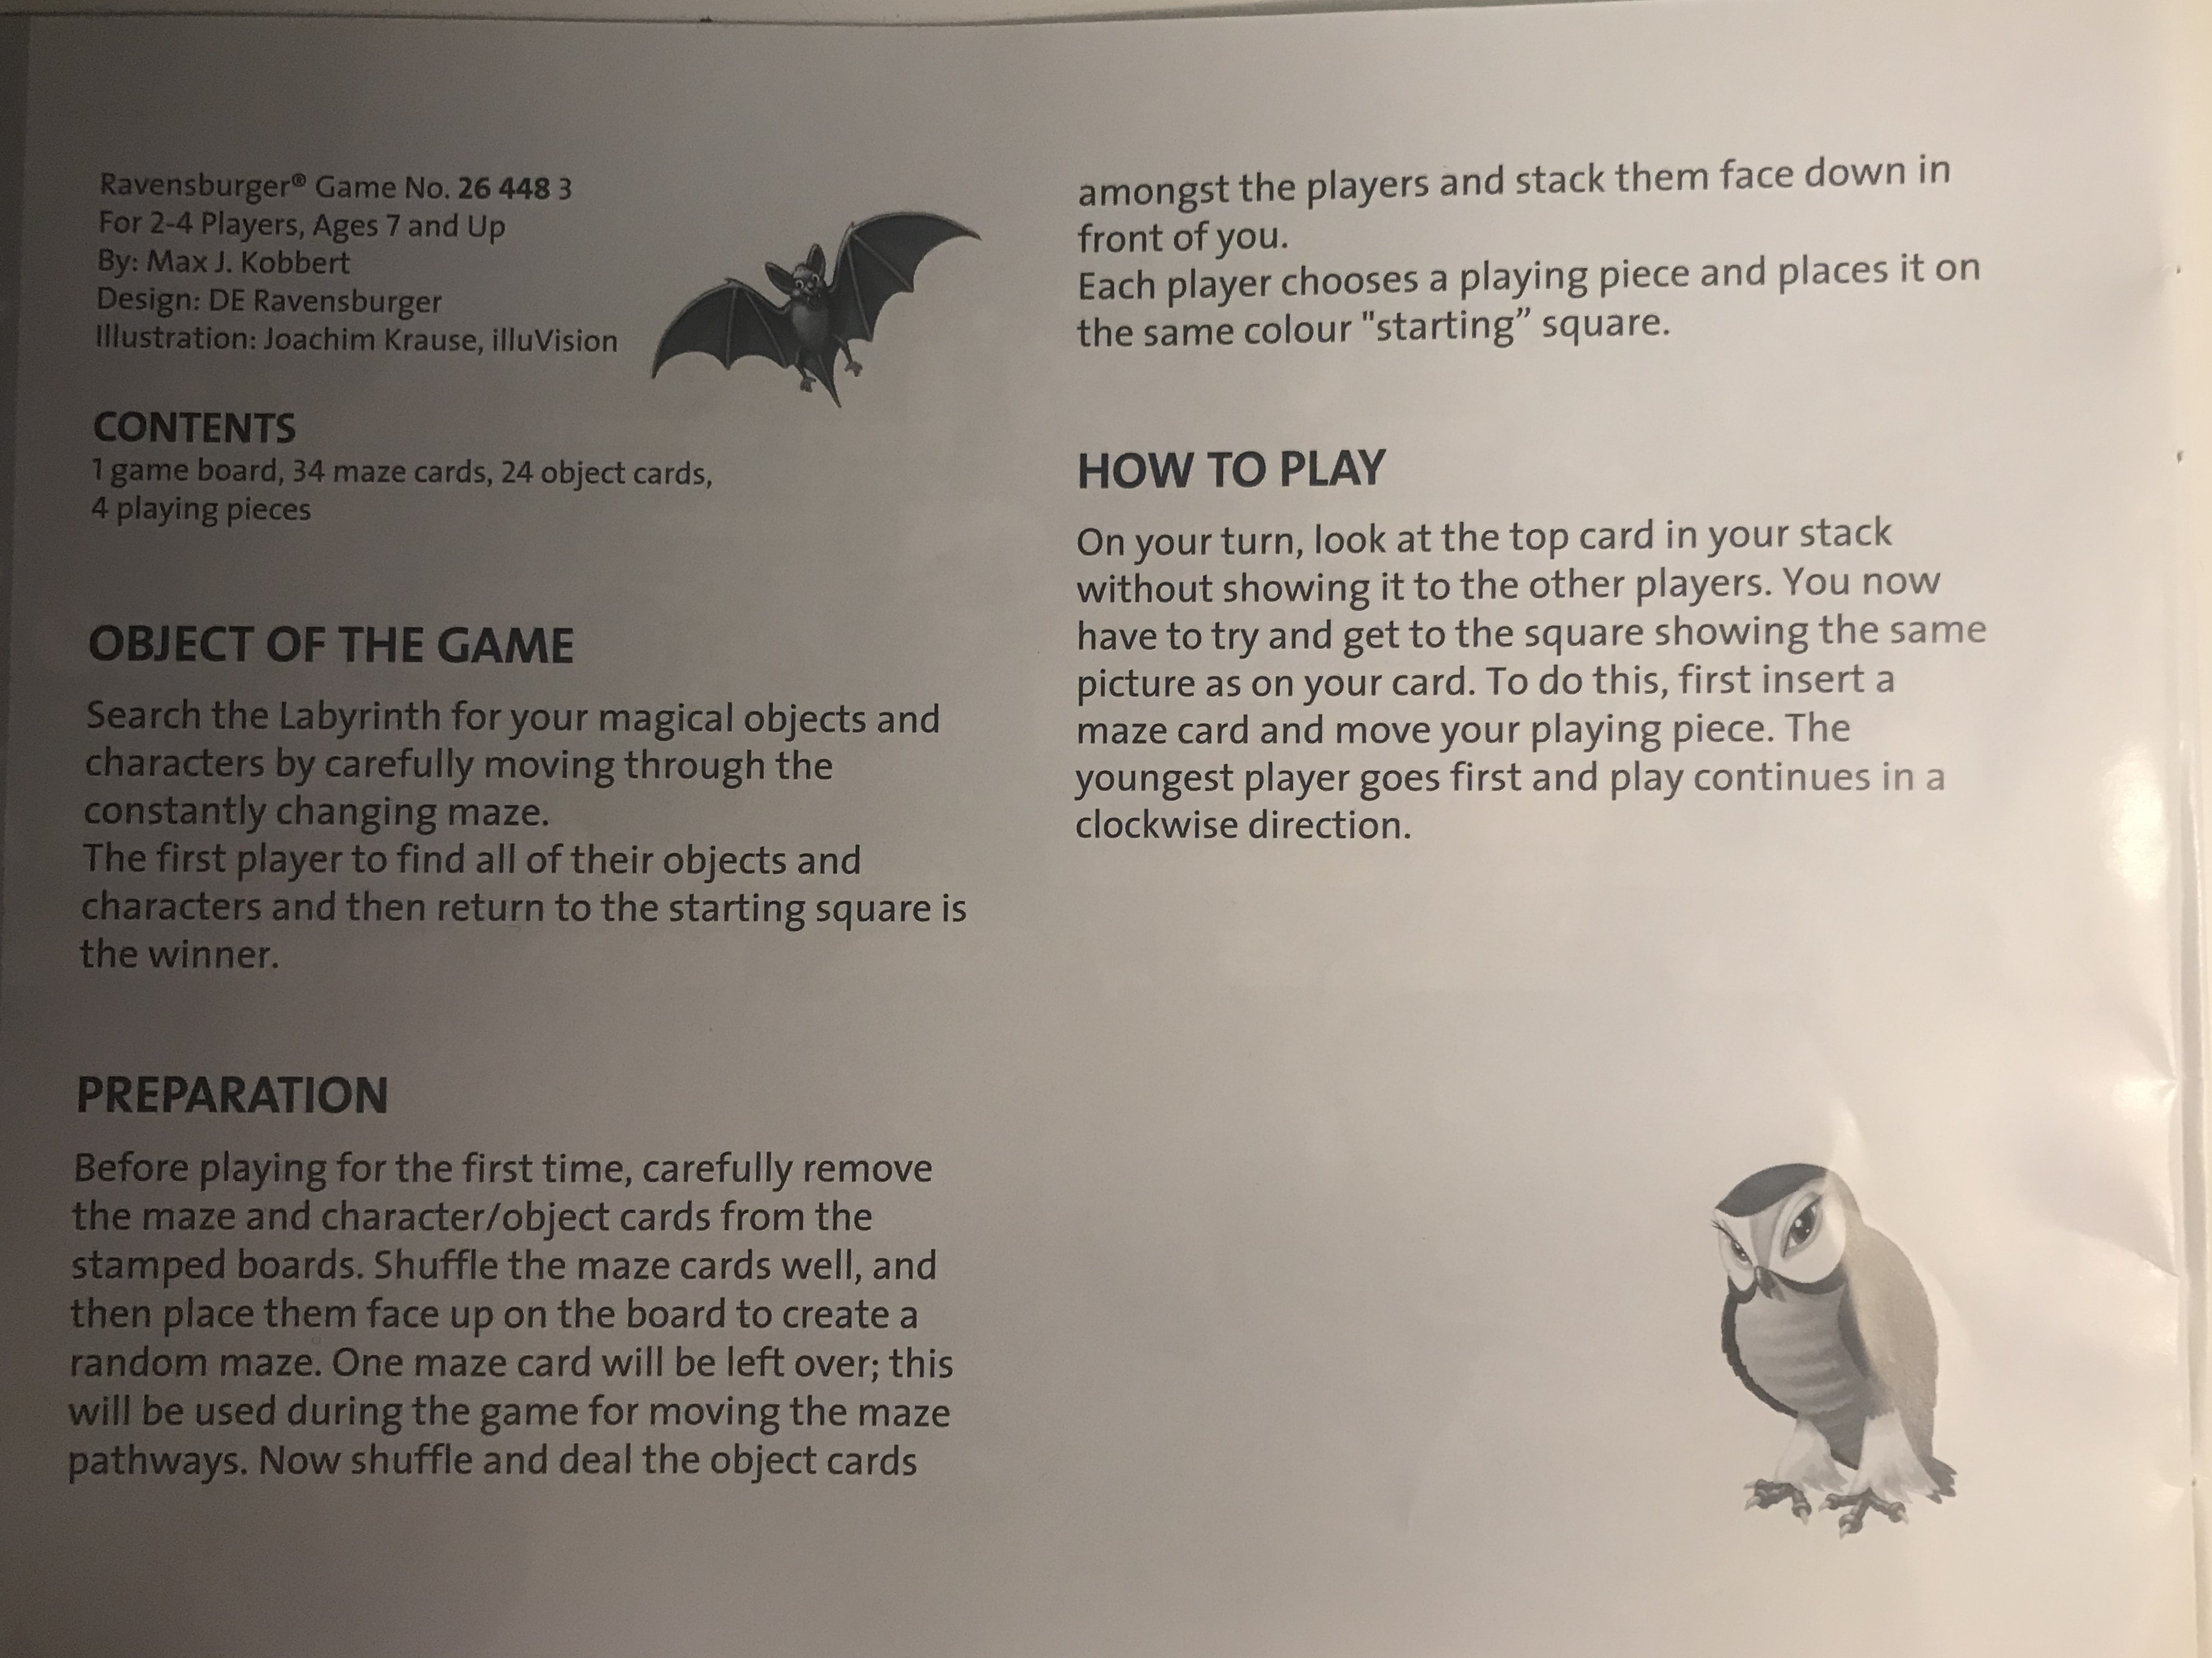 Ravensburger® Game No. 26 448 3
For 2-4 Players, Ages 7 and Up
By: Max J. Kobbert
Design: DE Ravensburger
Illustration: Joachim Krause, illuVision
CONTENTS
1 game board, 34 maze cards, 24 object cards,
4 playing pieces
OBJECT OF THE GAME
Search the Labyrinth for your magical objects and
characters by carefully moving through the
constantly changing maze.
The first player to find all of their objects and
characters and then return to the starting square is
the winner.
PREPARATION
Before playing for the first time, carefully remove
the maze and character/object cards from the
stamped boards. Shuffle the maze cards well, and
then place them face up on the board to create a
random maze. One maze card will be left over; this
will be used during the game for moving the maze
pathways. Now shuffle and deal the object cards
amongst the players and stack them face down in
front of you.
Each player chooses a playing piece and places it on
the same colour "starting” square.
HOW TO PLAY
On your turn, look at the top card in your stack
without showing it to the other players. You now
have to try and get to the square showing the same
picture as on your card. To do this, first insert a
maze card and move your playing piece. The
youngest player goes first and play continues in a
clockwise direction.